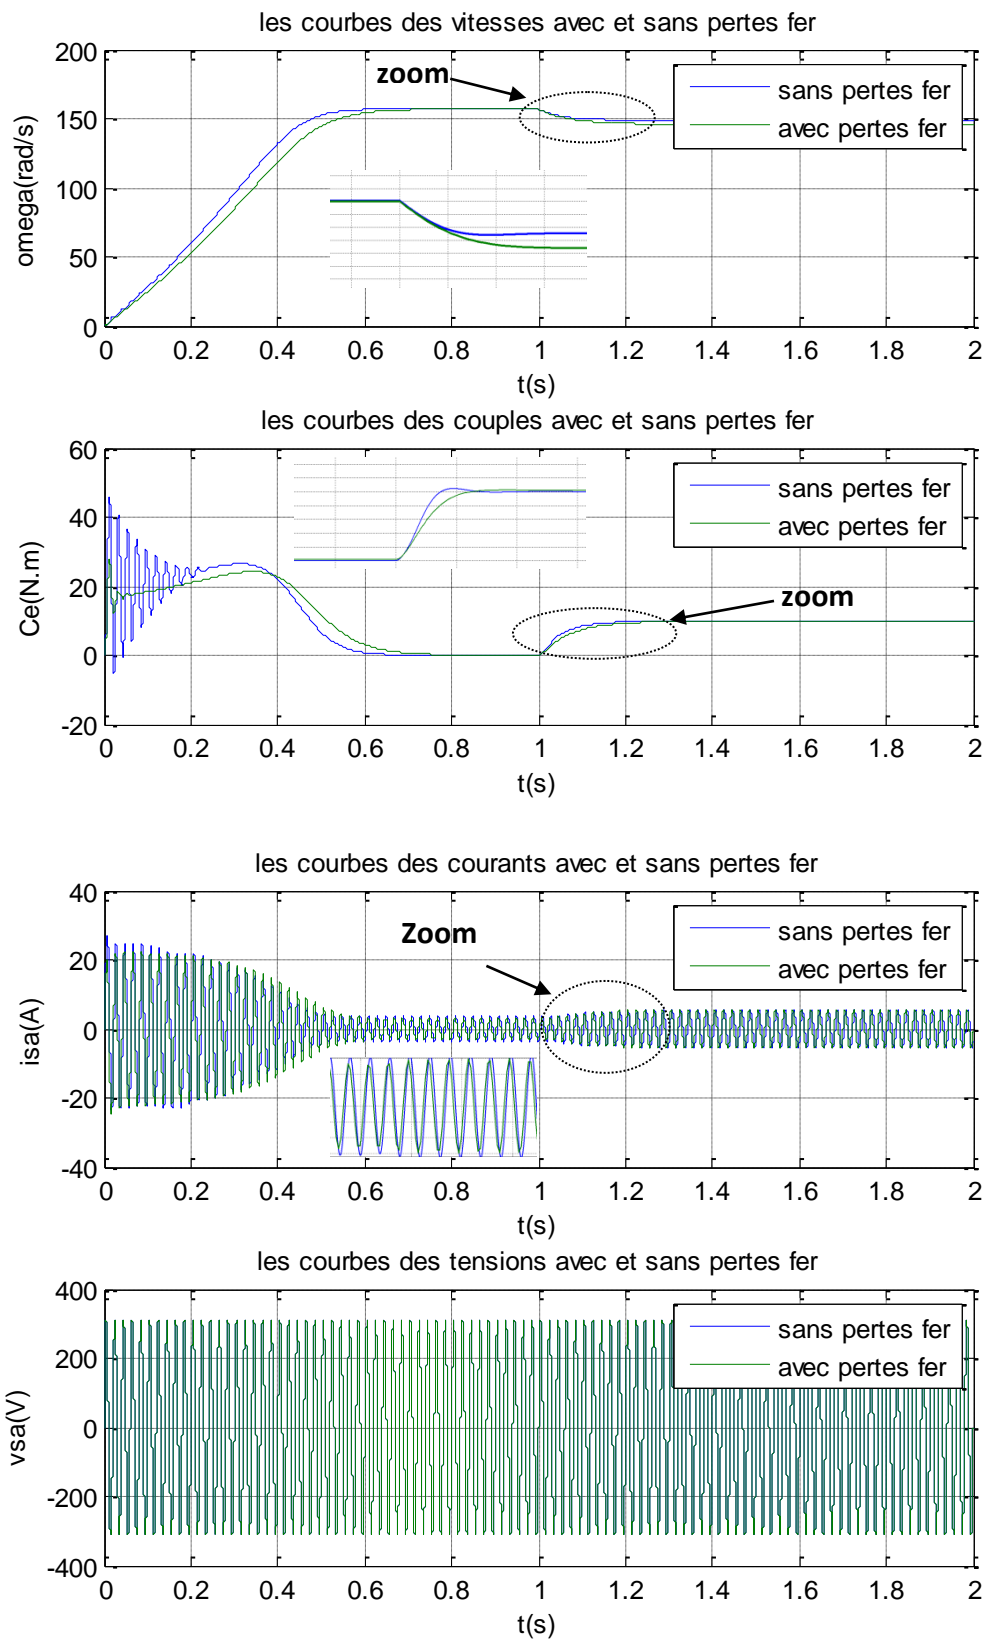 les courbes des vitesses avec et sans pertes fer
200
150
100
50
0
omega(rad/s)
zoom
sans pertes fer
avec pertes fer
0 0.2 0.4 0.6 0.8 1 1.2 1.4 1.6 1.8 2
t(s)
les courbes des couples avec et sans pertes fer
60
40
20
0
-20
Ce(N.m)
sans pertes fer
avec pertes fer
zoom
0 0.2 0.4 0.6 0.8 1 1.2 1.4 1.6 1.8 2
t(s)
les courbes des courants avec et sans pertes fer
40
20
0
-20
-40
isa(A)
Zoom
sans pertes fer
avec pertes fer
0 0.2 0.4 0.6 0.8 1 1.2 1.4 1.6 1.8 2
t(s)
les courbes des tensions avec et sans pertes fer
400
200
0
-200
-400
vsa(V)
sans pertes fer
avec pertes fer
0 0.2 0.4 0.6 0.8 1 1.2 1.4 1.6 1.8 2
t(s)